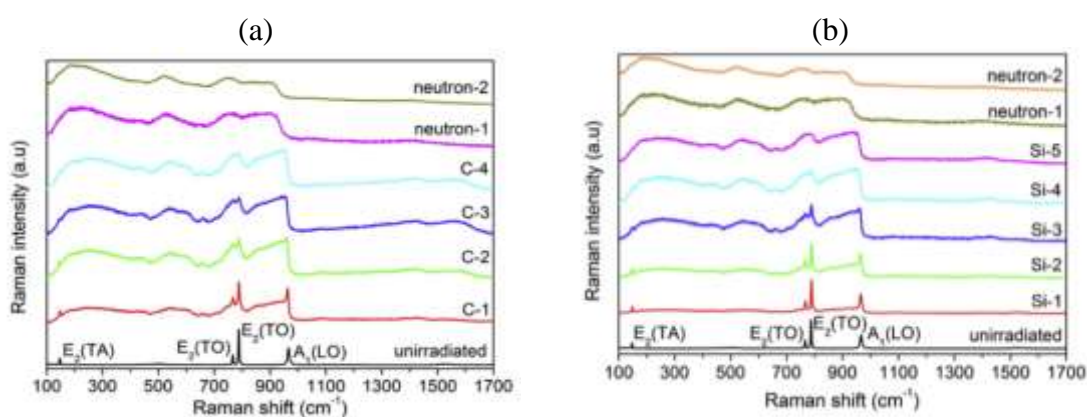 (a)
neutron-2
neutron-1
C-4
C-3
C-2
C-1
E₂(TO)
E₂(TA)
E₂(TO)
A₁(LO)
unirradiated
100 300 500 700 900 1100 1300 1500 1700
Raman shift (cm⁻¹)
Raman intensity (a.u)
(b)
neutron-2
neutron-1
Si-5
Si-4
Si-3
Si-2
Si-1
E₂(TO)
E₂(TA)
E₂(TO)
A₁(LO)
unirradiated
100 300 500 700 900 1100 1300 1500 1700
Raman shift (cm⁻¹)
Raman intensity (a.u)